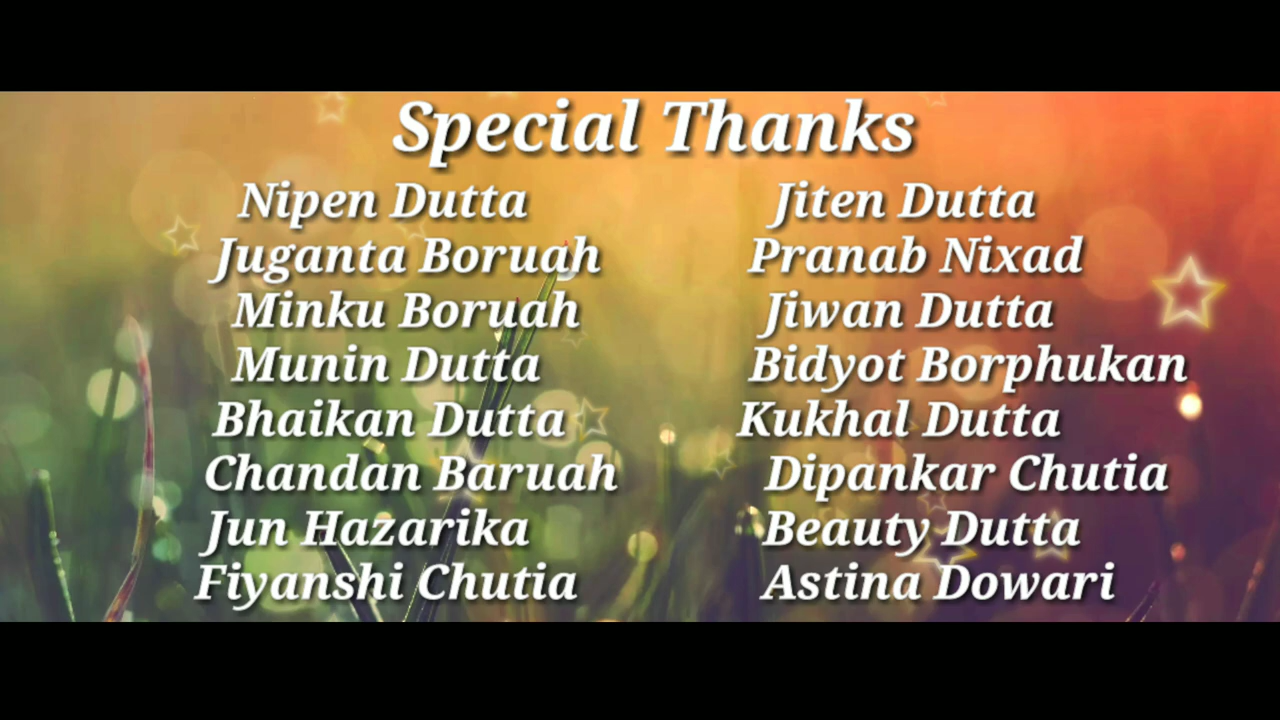 Special Thanks
Nipen Dutta
Juganta Boruah
Minku Boruah
Munin Dutta
Bhaikan Dutta
Chandan Baruah
Jun Hazarika
Fiyanshi Chutia
Jiten Dutta
Pranab Nixad
Jiwan Dutta
Bidyot Borphukan
Kukhal Dutta
Dipankar Chutia
Beauty Dutta
Astina Dowari